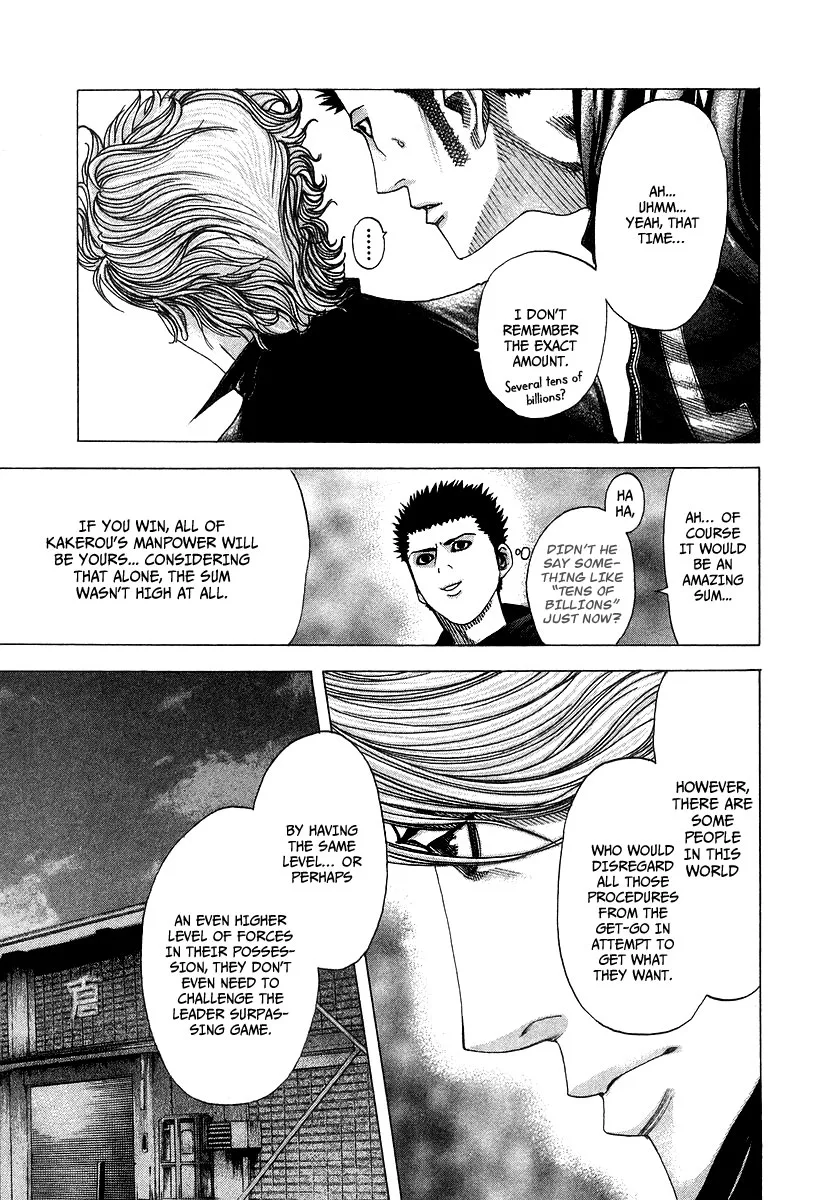 AH...
UHMM...
YEAH, THAT
TIME...
I DON'T
REMEMBER
THE EXACT
AMOUNT.
Several tens of
billions?
......
AH... OF
COURSE
IT WOULD
BE AN
AMAZING
SUM...
HA
HA,
DIDN'T HE
SAY SOME-
THING LIKE
"TENS OF
BILLIONS"
JUST NOW?
IF YOU WIN, ALL OF
KAKEROU'S MANPOWER WILL
BE YOURS... CONSIDERING
THAT ALONE, THE SUM
WASN'T HIGH AT ALL.
HOWEVER,
THERE ARE
SOME
PEOPLE
IN THIS
WORLD
WHO WOULD
DISREGARD
ALL THOSE
PROCEDURES
FROM THE
GET-GO IN
ATTEMPT TO
GET WHAT
THEY WANT.
BY HAVING
THE SAME
LEVEL... OR
PERHAPS
AN EVEN HIGHER
LEVEL OF FORCES
IN THEIR POSSES-
SION, THEY DON'T
EVEN NEED TO
CHALLENGE THE
LEADER SURPAS-
SING GAME.